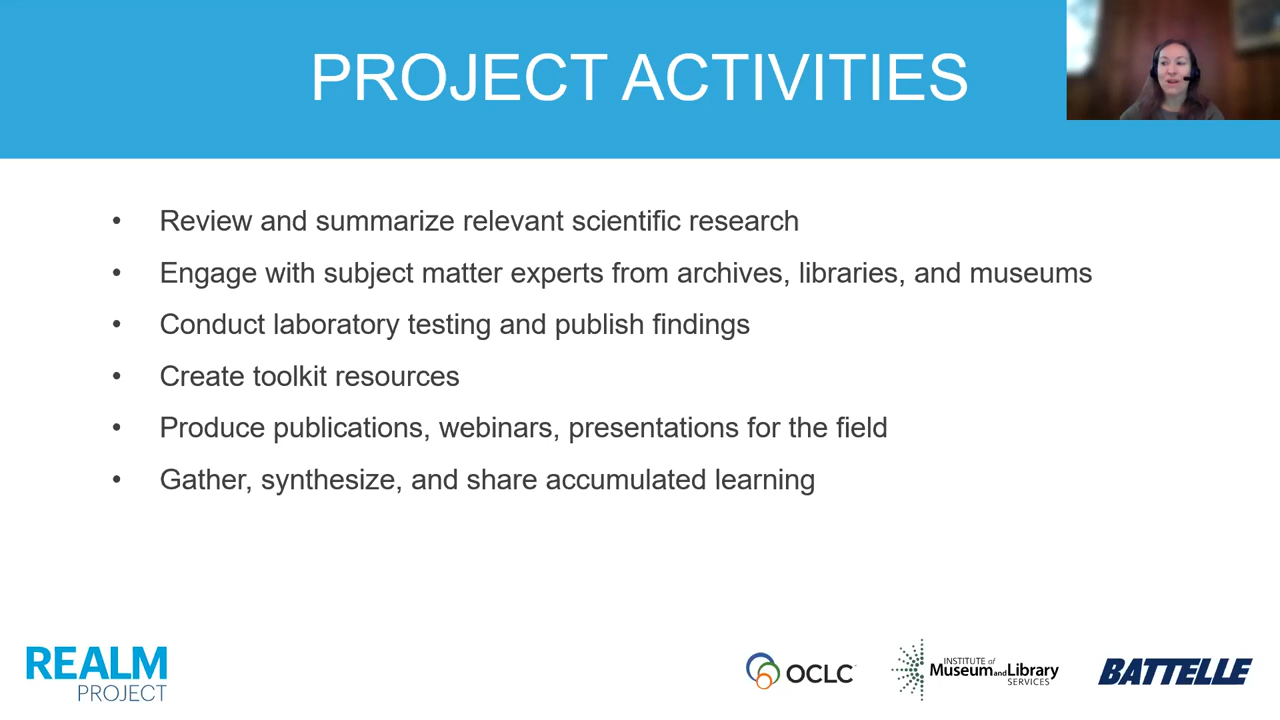 PROJECT ACTIVITIES
• Review and summarize relevant scientific research
• Engage with subject matter experts from archives, libraries, and museums
• Conduct laboratory testing and publish findings
• Create toolkit resources
• Produce publications, webinars, presentations for the field
• Gather, synthesize, and share accumulated learning
REALM
PROJECT
OCLC
INSTITUTE of
Museum and Library
SERVICES
BATTELLE